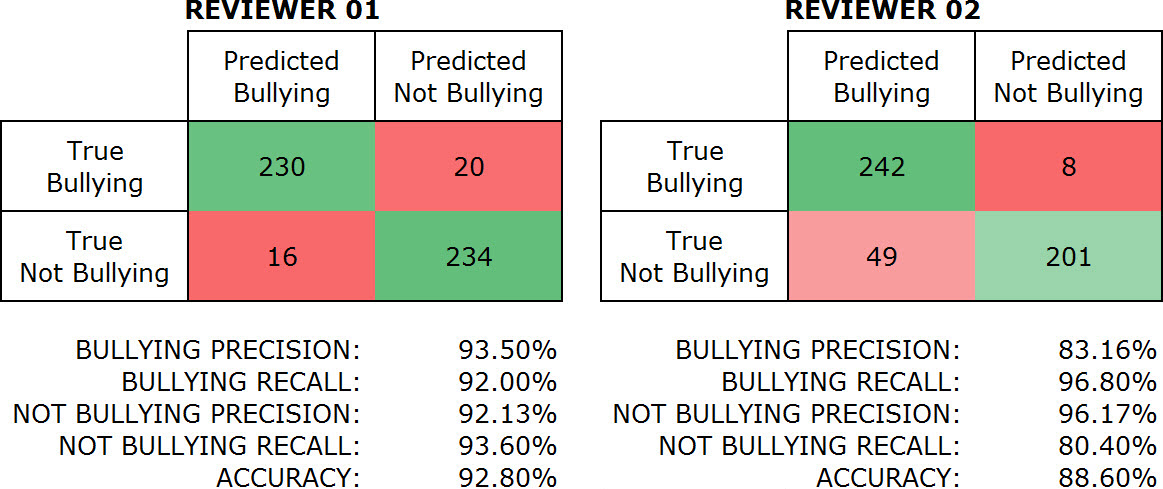 REVIEWER 01
Predicted Bullying
Predicted Not Bullying
True Bullying
230
20
True Not Bullying
16
234
BULLYING PRECISION: 93.50%
BULLYING RECALL: 92.00%
NOT BULLYING PRECISION: 92.13%
NOT BULLYING RECALL: 93.60%
ACCURACY: 92.80%
REVIEWER 02
Predicted Bullying
Predicted Not Bullying
True Bullying
242
8
True Not Bullying
49
201
BULLYING PRECISION: 83.16%
BULLYING RECALL: 96.80%
NOT BULLYING PRECISION: 96.17%
NOT BULLYING RECALL: 80.40%
ACCURACY: 88.60%